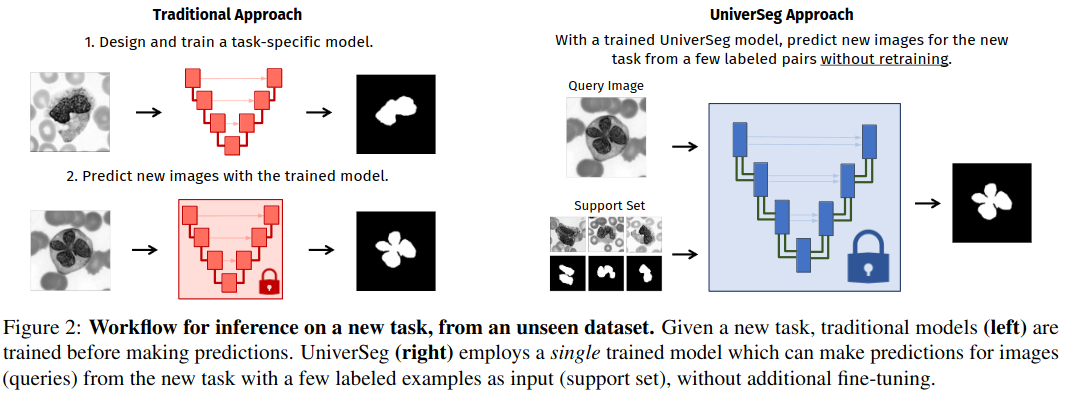 Traditional Approach
1. Design and train a task-specific model.
2. Predict new images with the trained model.
UniverSeg Approach
With a trained UniverSeg model, predict new images for the new
task from a few labeled pairs without retraining.
Query Image
Support Set
Figure 2: Workflow for inference on a new task, from an unseen dataset. Given a new task, traditional models (left) are
trained before making predictions. UniverSeg (right) employs a single trained model which can make predictions for images
(queries) from the new task with a few labeled examples as input (support set), without additional fine-tuning.